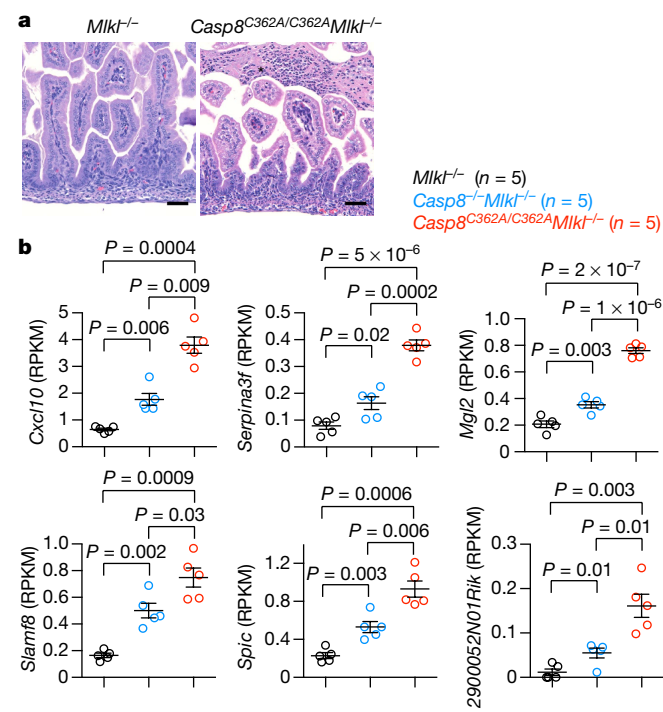 a
Mlkl–/– Casp8C362A/C362AMlkl–/–
*
Mlkl–/– (n = 5)
Casp8–/–Mlkl–/– (n = 5)
Casp8C362A/C362AMlkl–/– (n = 5)
b
P = 0.0004
P = 0.009
P = 0.006
5
4
3
2
1
0
Cxcl10 (RPKM)
P = 5 × 10–6
P = 0.0002
P = 0.02
0.5
0.4
0.3
0.2
0.1
0
Serpina3f (RPKM)
P = 2 × 10–7
P = 1 × 10–6
P = 0.003
1.0
0.8
0.6
0.4
0.2
0
Mgl2 (RPKM)
P = 0.0009
P = 0.03
P = 0.002
1.0
0.8
0.6
0.4
0.2
0
Slamf8 (RPKM)
P = 0.0006
P = 0.006
P = 0.003
1.2
0.8
0.4
0
Spic (RPKM)
P = 0.003
P = 0.01
P = 0.01
0.3
0.2
0.1
0
2900052N01Rik (RPKM)